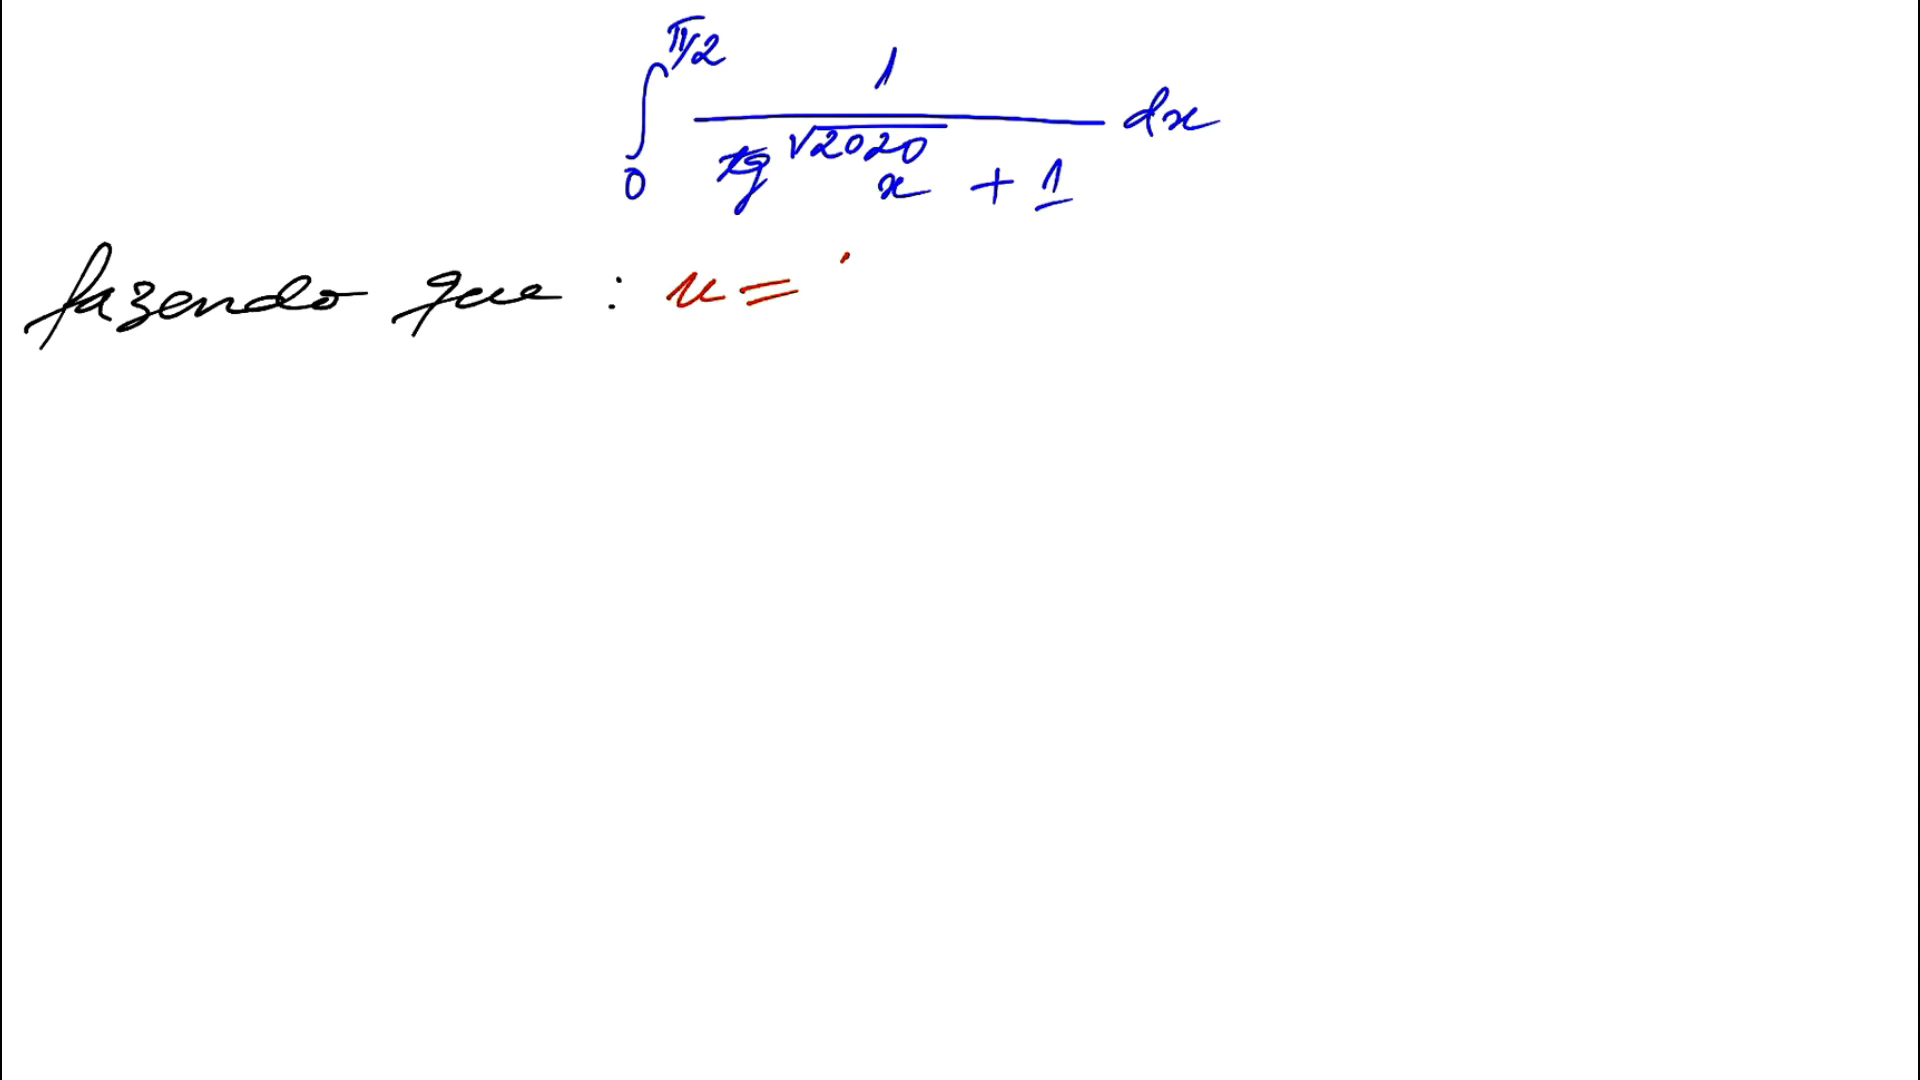 ∫₀^{π/2} 1 / (tg^{√2020} x + 1) dx
fazendo que : u =